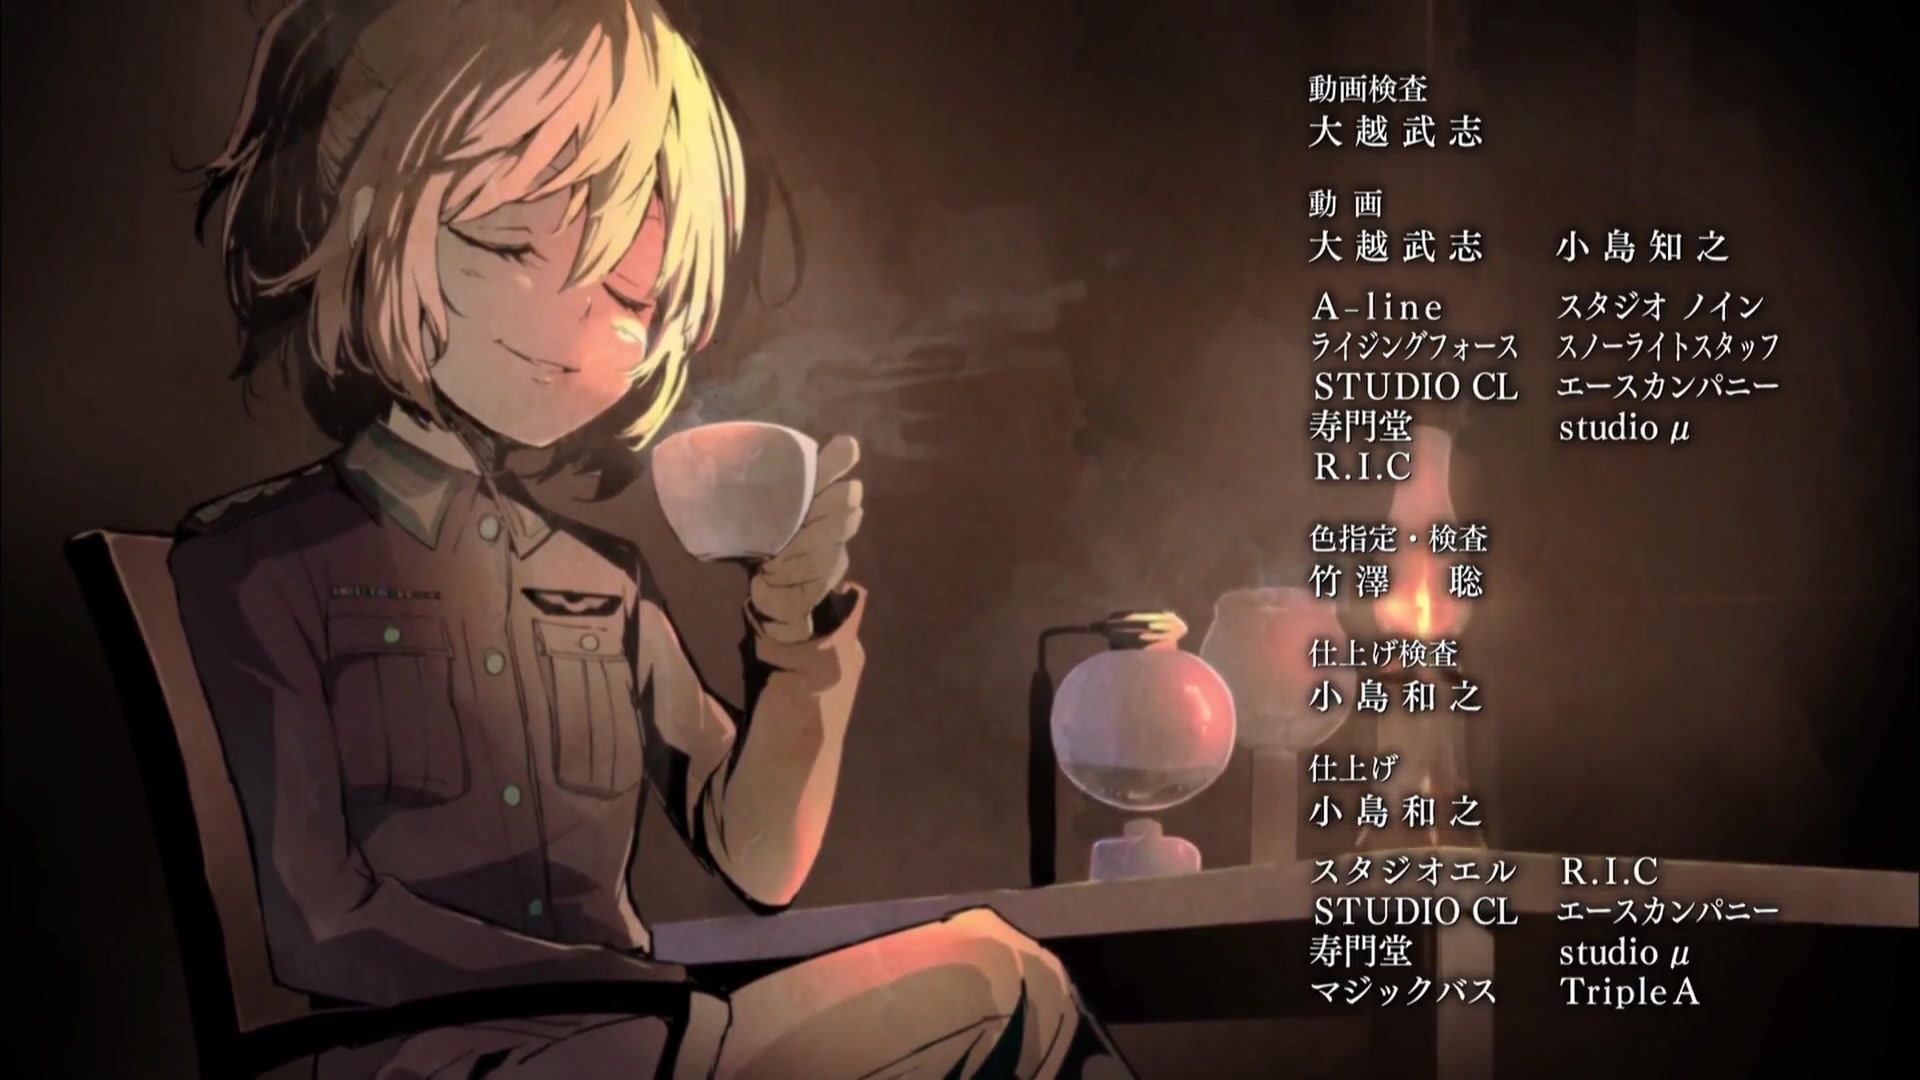 動画検査
大越武志
動画
大越武志 小島知之
A-line スタジオ ノイン
ライジングフォース スノーライトスタッフ
STUDIO CL エースカンパニー
寿門堂 studio μ
R.I.C
色指定・検査
竹澤 聡
仕上げ検査
小島和之
仕上げ
小島和之
スタジオエル R.I.C
STUDIO CL エースカンパニー
寿門堂 studio μ
マジックバス Triple A